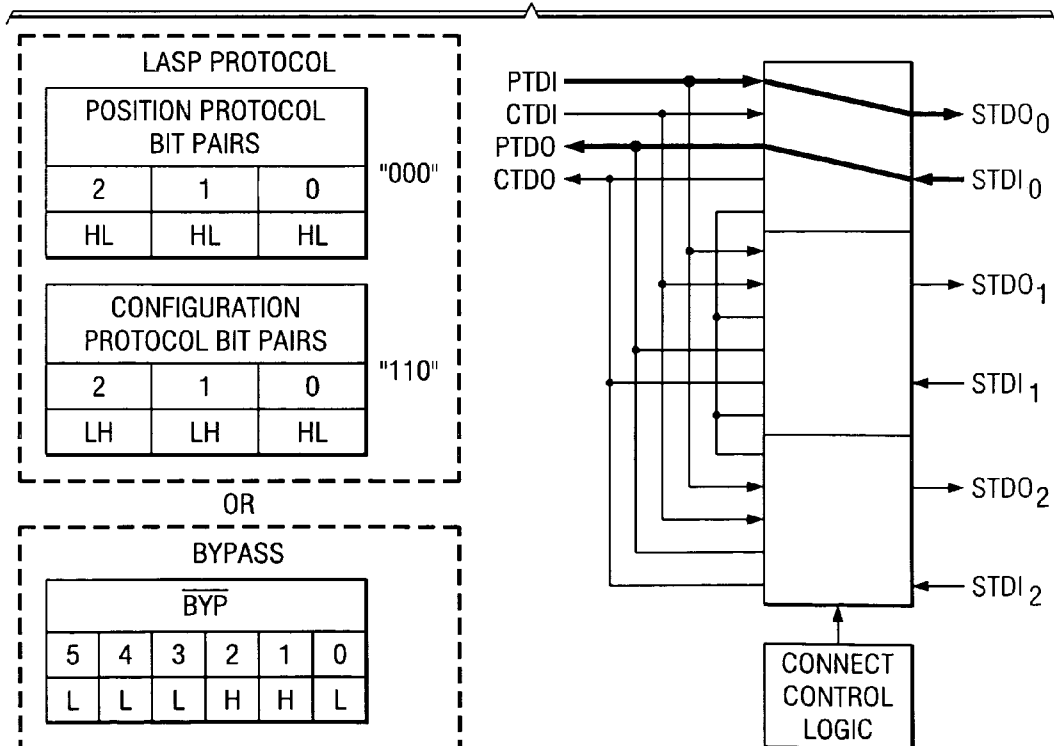 LASP PROTOCOL
POSITION PROTOCOL
BIT PAIRS
2 1 0
HL HL HL
"000"
CONFIGURATION
PROTOCOL BIT PAIRS
2 1 0
LH LH HL
"110"
OR
BYPASS
B̅Y̅P̅
5 4 3 2 1 0
L L L H H L
PTDI
CTDI
PTDO
CTDO
STDO₀
STDI₀
STDO₁
STDI₁
STDO₂
STDI₂
CONNECT
CONTROL
LOGIC